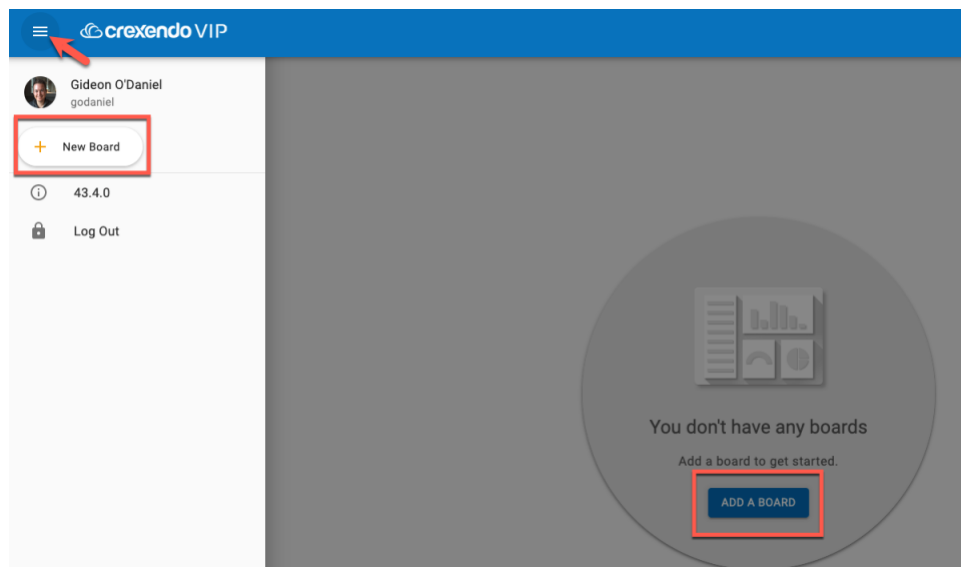 crexendo VIP
Gideon O'Daniel
godaniel
+ New Board
43.4.0
Log Out
You don't have any boards
Add a board to get started.
ADD A BOARD